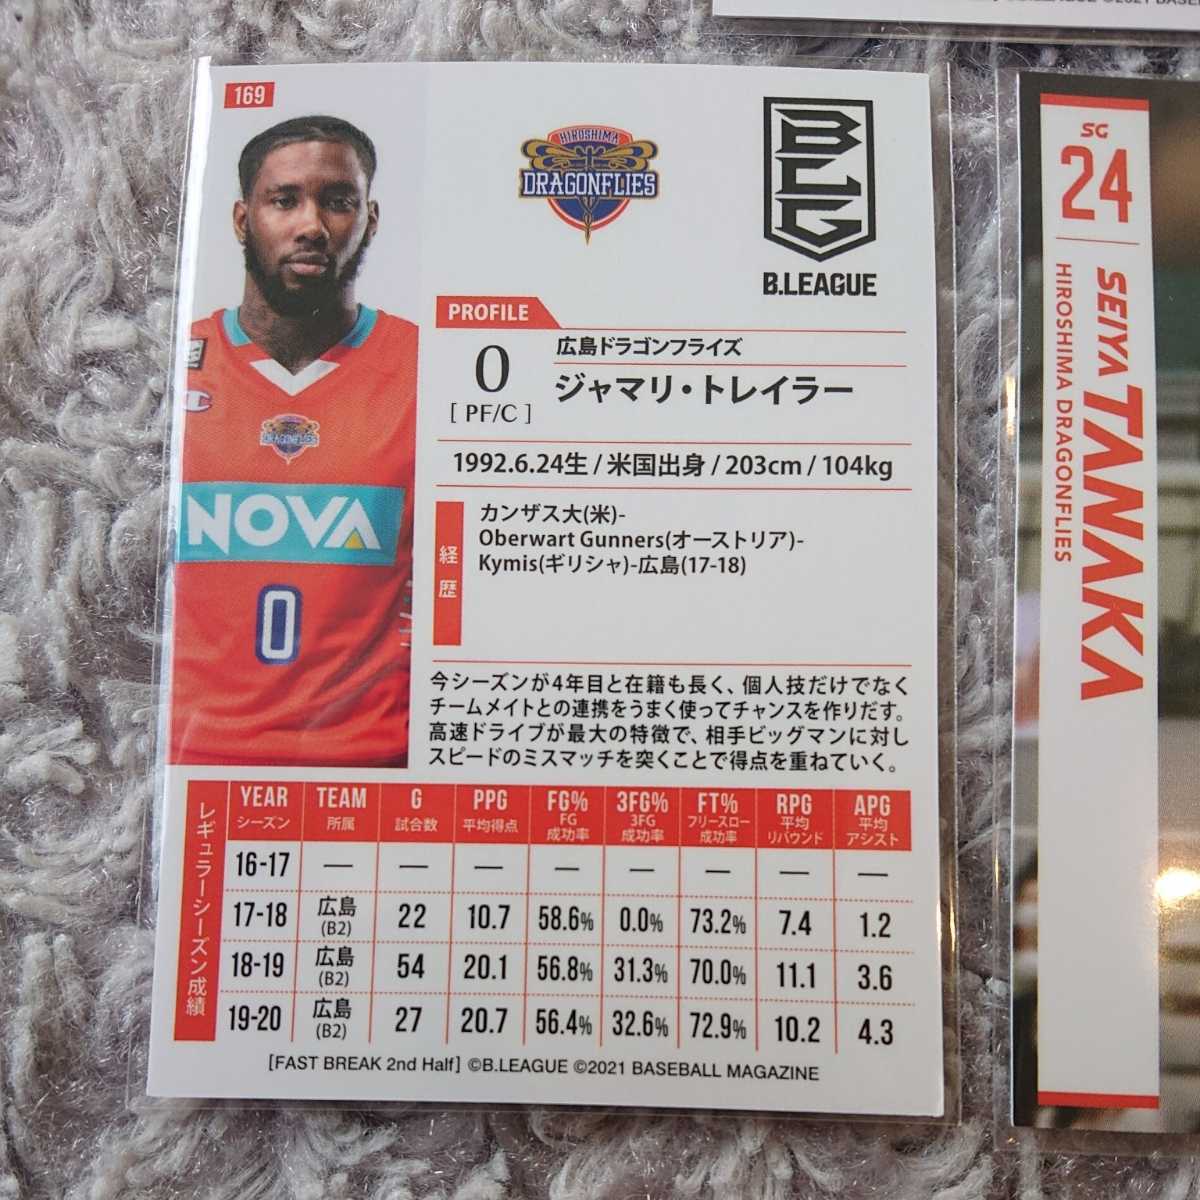 LEAGUE ©2021 BASEB
169
HIROSHIMA
DRAGONFLIES
BLG
B.LEAGUE
PROFILE
0
[ PF/C ]
広島ドラゴンフライズ
ジャマリ・トレイラー
1992.6.24生 / 米国出身 / 203cm / 104kg
経歴
カンザス大(米)-
Oberwart Gunners(オーストリア)-
Kymis(ギリシャ)-広島(17-18)
DRAGONFLIES
NOVA
0
今シーズンが4年目と在籍も長く、個人技だけでなく
チームメイトとの連携をうまく使ってチャンスを作りだす。
高速ドライブが最大の特徴で、相手ビッグマンに対し
スピードのミスマッチを突くことで得点を重ねていく。
レギュラーシーズン成績
YEAR TEAM G PPG FG% 3FG% FT% RPG APG
シーズン 所属 試合数 平均得点 FG成功率 3FG成功率 フリースロー成功率 平均リバウンド 平均アシスト
16-17 — — — — — — — —
17-18 広島(B2) 22 10.7 58.6% 0.0% 73.2% 7.4 1.2
18-19 広島(B2) 54 20.1 56.8% 31.3% 70.0% 11.1 3.6
19-20 広島(B2) 27 20.7 56.4% 32.6% 72.9% 10.2 4.3
[FAST BREAK 2nd Half] ©B.LEAGUE ©2021 BASEBALL MAGAZINE
SG
24
SEIYA TANAKA
HIROSHIMA DRAGONFLIES